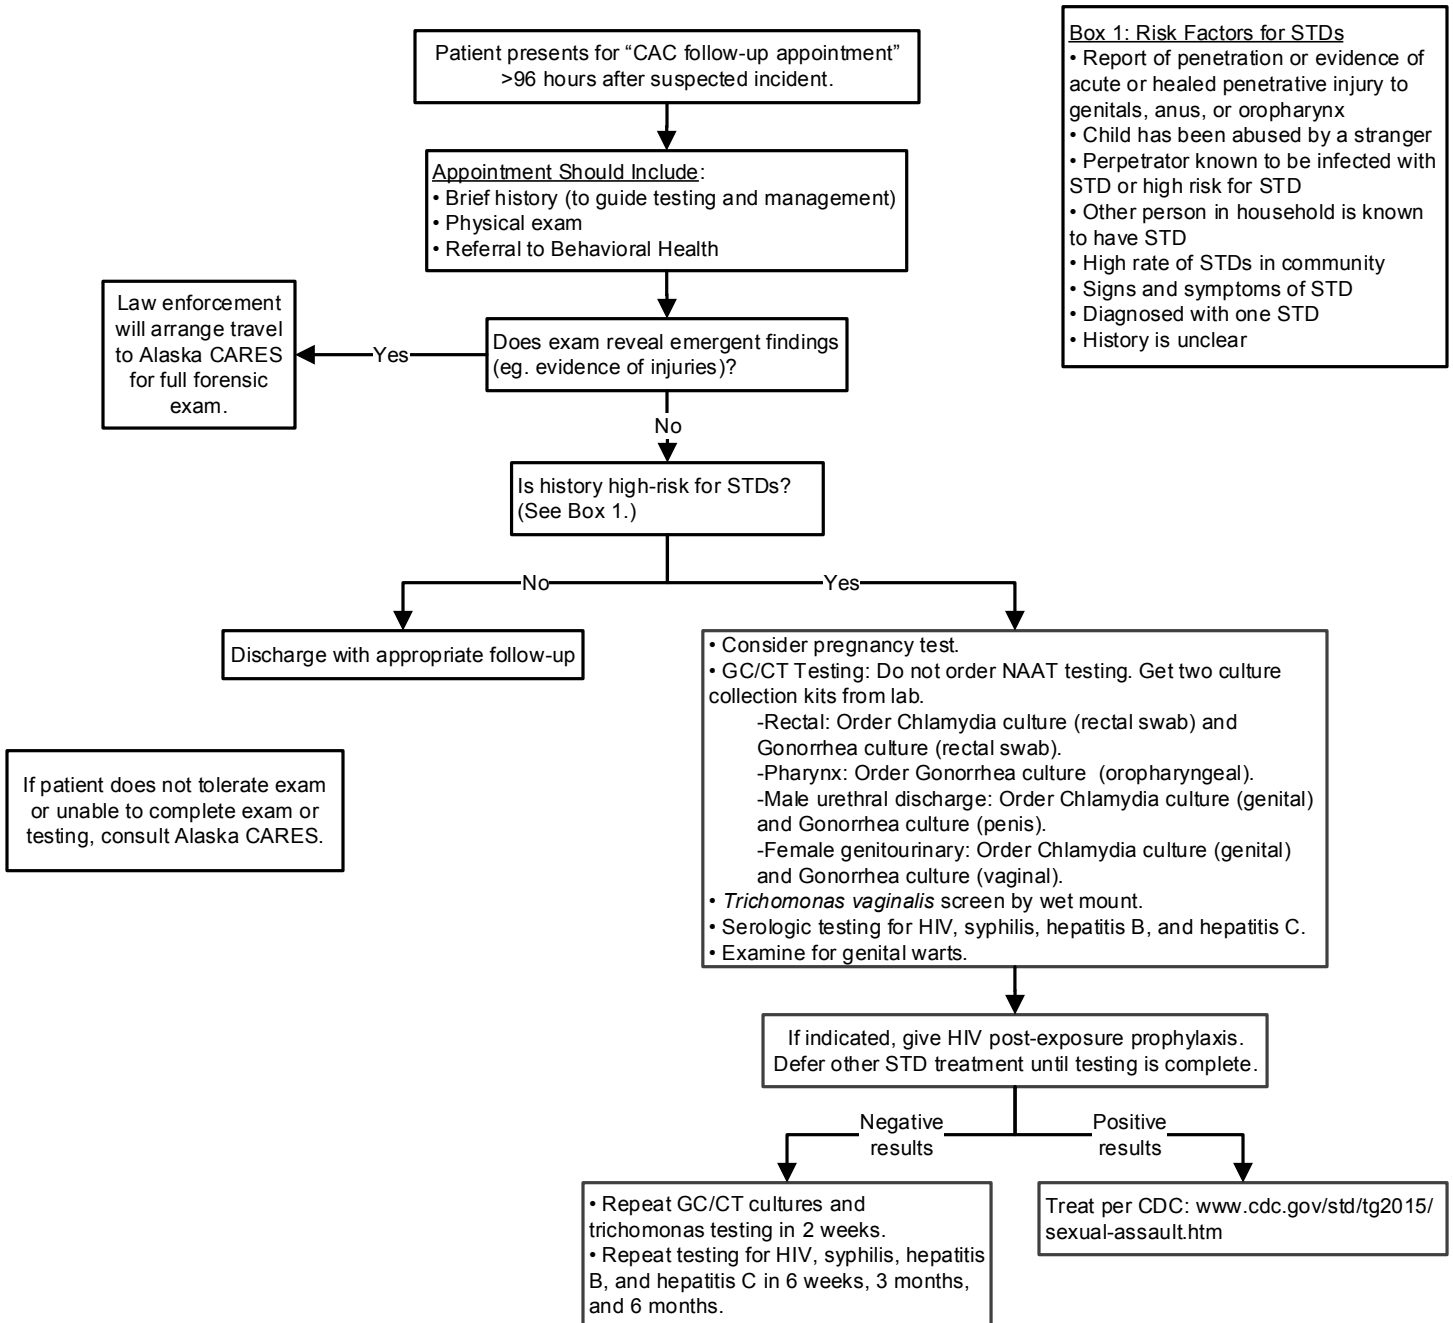 Patient presents for “CAC follow-up appointment”
>96 hours after suspected incident.
Box 1: Risk Factors for STDs
• Report of penetration or evidence of
acute or healed penetrative injury to
genitals, anus, or oropharynx
• Child has been abused by a stranger
• Perpetrator known to be infected with
STD or high risk for STD
• Other person in household is known
to have STD
• High rate of STDs in community
• Signs and symptoms of STD
• Diagnosed with one STD
• History is unclear
Appointment Should Include:
• Brief history (to guide testing and management)
• Physical exam
• Referral to Behavioral Health
Law enforcement
will arrange travel
to Alaska CARES
for full forensic
exam.
Yes
Does exam reveal emergent findings
(eg. evidence of injuries)?
No
Is history high-risk for STDs?
(See Box 1.)
No
Yes
Discharge with appropriate follow-up
• Consider pregnancy test.
• GC/CT Testing: Do not order NAAT testing. Get two culture
collection kits from lab.
-Rectal: Order Chlamydia culture (rectal swab) and
Gonorrhea culture (rectal swab).
-Pharynx: Order Gonorrhea culture (oropharyngeal).
-Male urethral discharge: Order Chlamydia culture (genital)
and Gonorrhea culture (penis).
-Female genitourinary: Order Chlamydia culture (genital)
and Gonorrhea culture (vaginal).
• Trichomonas vaginalis screen by wet mount.
• Serologic testing for HIV, syphilis, hepatitis B, and hepatitis C.
• Examine for genital warts.
If patient does not tolerate exam
or unable to complete exam or
testing, consult Alaska CARES.
If indicated, give HIV post-exposure prophylaxis.
Defer other STD treatment until testing is complete.
Negative
results
Positive
results
• Repeat GC/CT cultures and
trichomonas testing in 2 weeks.
• Repeat testing for HIV, syphilis, hepatitis
B, and hepatitis C in 6 weeks, 3 months,
and 6 months.
Treat per CDC: www.cdc.gov/std/tg2015/
sexual-assault.htm